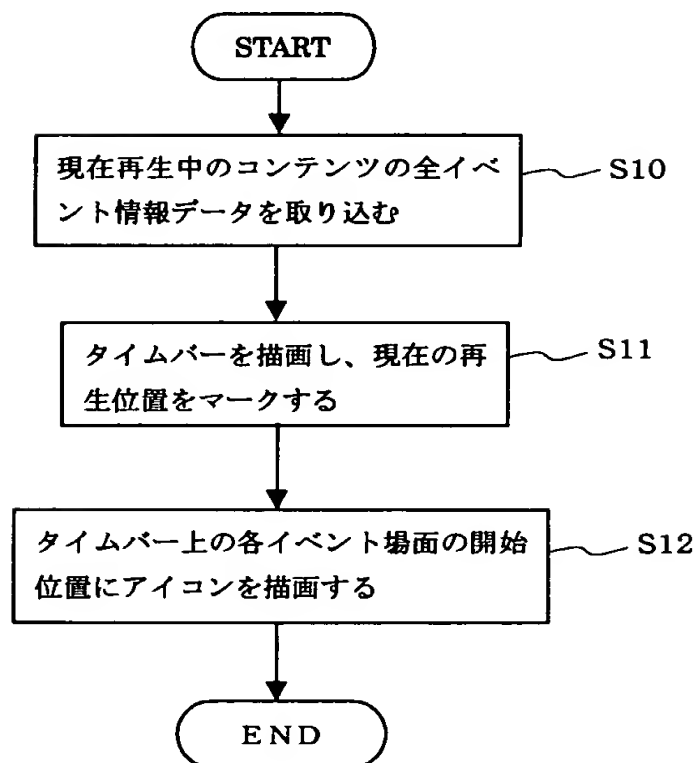 START
現在再生中のコンテンツの全イベ
ント情報データを取り込む
S10
タイムバーを描画し、現在の再
生位置をマークする
S11
タイムバー上の各イベント場面の開始
位置にアイコンを描画する
S12
END